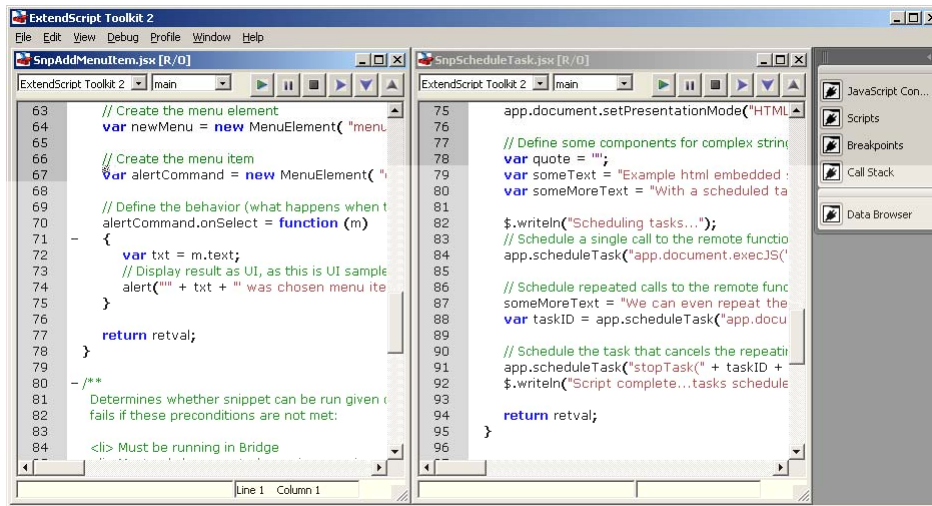 ExtendScript Toolkit 2
File Edit View Debug Profile Window Help
SnpAddMenuItem.jsx [R/O]
ExtendScript Toolkit 2 main
63 // Create the menu element
64 var newMenu = new MenuElement( "menu
65
66 // Create the menu item
67 var alertCommand = new MenuElement( "
68
69 // Define the behavior (what happens when t
70 alertCommand.onSelect = function (m)
71 - {
72 var txt = m.text;
73 // Display result as UI, as this is UI sample
74 alert("'" + txt + "' was chosen menu ite
75 }
76
77 return retval;
78 }
79
80 - /**
81 Determines whether snippet can be run given
82 fails if these preconditions are not met:
83
84 <li> Must be running in Bridge
Line 1 Column 1
SnpScheduleTask.jsx [R/O]
ExtendScript Toolkit 2 main
75 app.document.setPresentationMode("HTML
76
77 // Define some components for complex string
78 var quote = '"';
79 var someText = "Example html embedded
80 var someMoreText = "With a scheduled ta
81
82 $.writeln("Scheduling tasks...");
83 // Schedule a single call to the remote functio
84 app.scheduleTask("app.document.execJS('
85
86 // Schedule repeated calls to the remote func
87 someMoreText = "We can even repeat the
88 var taskID = app.scheduleTask("app.docu
89
90 // Schedule the task that cancels the repeatin
91 app.scheduleTask("stopTask(" + taskID +
92 $.writeln("Script complete...tasks schedule
93
94 return retval;
95 }
96
JavaScript Con...
Scripts
Breakpoints
Call Stack
Data Browser